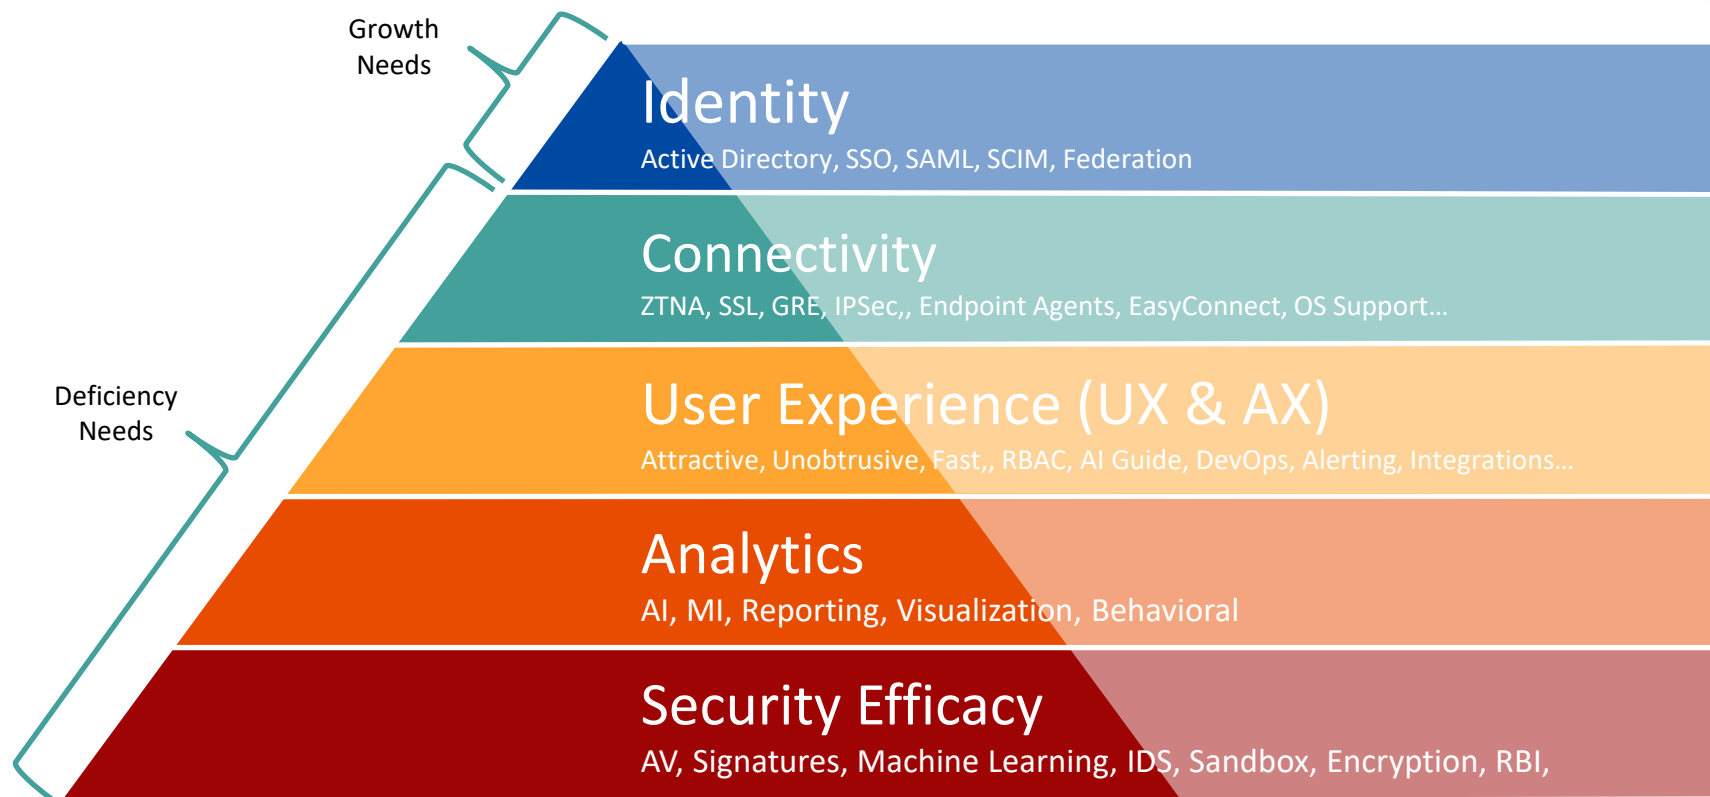 Growth
Needs
Identity
Active Directory, SSO, SAML, SCIM, Federation
Connectivity
ZTNA, SSL, GRE, IPSec,, Endpoint Agents, EasyConnect, OS Support...
Deficiency
Needs
User Experience (UX & AX)
Attractive, Unobtrusive, Fast,, RBAC, AI Guide, DevOps, Alerting, Integrations...
Analytics
AI, MI, Reporting, Visualization, Behavioral
Security Efficacy
AV, Signatures, Machine Learning, IDS, Sandbox, Encryption, RBI,